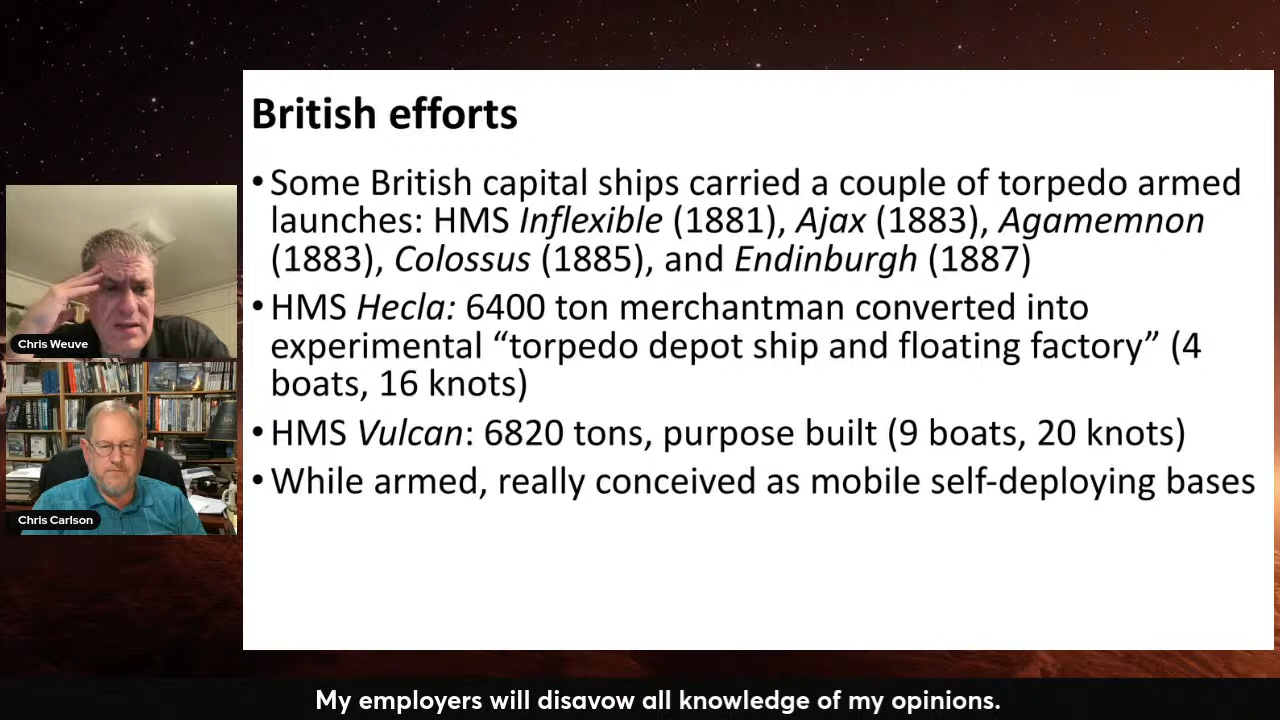 British efforts
• Some British capital ships carried a couple of torpedo armed
launches: HMS Inflexible (1881), Ajax (1883), Agamemnon
(1883), Colossus (1885), and Endinburgh (1887)
• HMS Hecla: 6400 ton merchantman converted into
experimental “torpedo depot ship and floating factory” (4
boats, 16 knots)
• HMS Vulcan: 6820 tons, purpose built (9 boats, 20 knots)
• While armed, really conceived as mobile self-deploying bases
Chris Weuve
Chris Carlson
My employers will disavow all knowledge of my opinions.